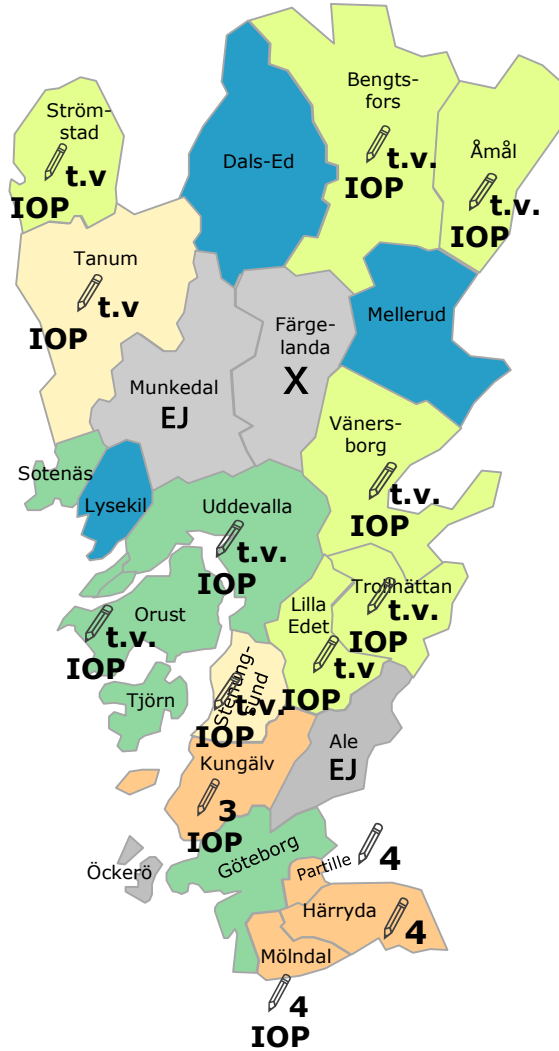 Bengts-
fors
t.v.
IOP
Ström-
stad
t.v
IOP
Åmål
t.v.
IOP
Dals-Ed
Tanum
t.v
IOP
Mellerud
Färge-
landa
X
Munkedal
EJ
Väners-
borg
t.v.
IOP
Sotenäs
Lysekil
Uddevalla
t.v.
IOP
Trollhättan
t.v.
IOP
Lilla
Edet
t.v
IOP
Orust
t.v.
IOP
Stenung-
sund
t.v.
IOP
Tjörn
Ale
EJ
Kungälv
3
IOP
Göteborg
Öckerö
Partille
4
Härryda
4
Mölndal
4
IOP